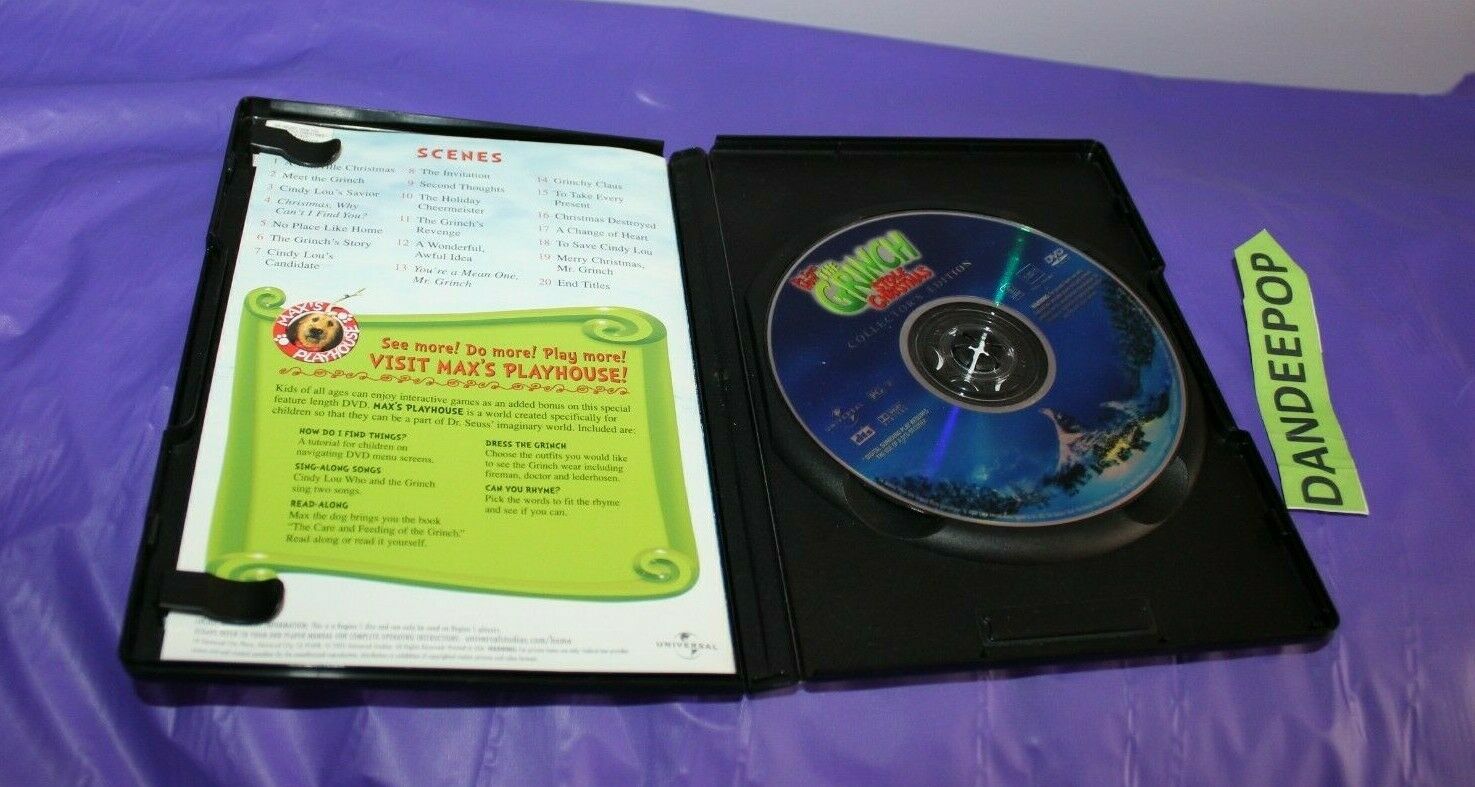 SCENES
Christmas
2 Meet the Grinch
3 Cindy Lou's Savior
4 Christmas, Why
Can't I Find You?
5 No Place Like Home
6 The Grinch's Story
7 Cindy Lou's
Candidate
8 The Invitation
9 Second Thoughts
10 The Holiday
Cheermeister
11 The Grinch's
Revenge
12 A Wonderful,
Awful Idea
13 You're a Mean One,
Mr. Grinch
14 Grinchy Claus
15 To Take Every
Present
16 Christmas Destroyed
17 A Change of Heart
18 To Save Cindy Lou
19 Merry Christmas,
Mr. Grinch
20 End Titles
MAX'S
PLAYHOUSE
See more! Do more! Play more!
VISIT MAX'S PLAYHOUSE!
Kids of all ages can enjoy interactive games as an added bonus on this special
feature length DVD. MAX'S PLAYHOUSE is a world created specifically for
children so that they can be a part of Dr. Seuss' imaginary world. Included are:
HOW DO I FIND THINGS?
A tutorial for children on
navigating DVD menu screens.
SING-ALONG SONGS
Cindy Lou Who and the Grinch
sing two songs.
READ-ALONG
Max the dog brings you the book
"The Care and Feeding of the Grinch."
Read along or read it yourself.
DRESS THE GRINCH
Choose the outfits you would like
to see the Grinch wear including
fireman, doctor and lederhosen.
CAN YOU RHYME?
Pick the words to fit the rhyme
and see if you can.
universalstudios.com/home
UNIVERSAL
THE
GRINCH
CHRISTMAS
COLLECTOR'S EDITION
DVD
dts
DANDEEPOP